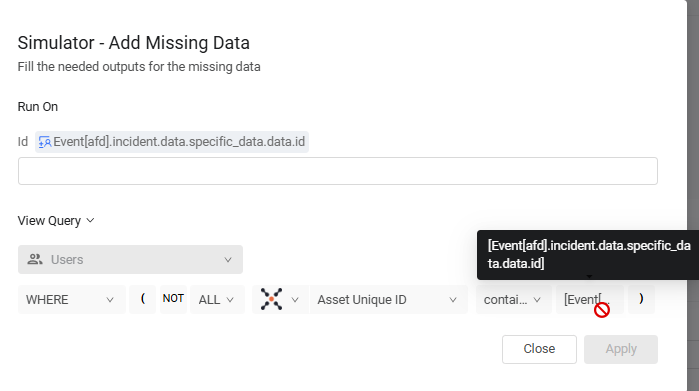 Simulator - Add Missing Data
Fill the needed outputs for the missing data
Run On
Id Event[afd].incident.data.specific_data.data.id
View Query
[Event[afd].incident.data.specific_da
ta.data.id]
Users
WHERE ( NOT ALL Asset Unique ID contai... [Event[... )
Close Apply